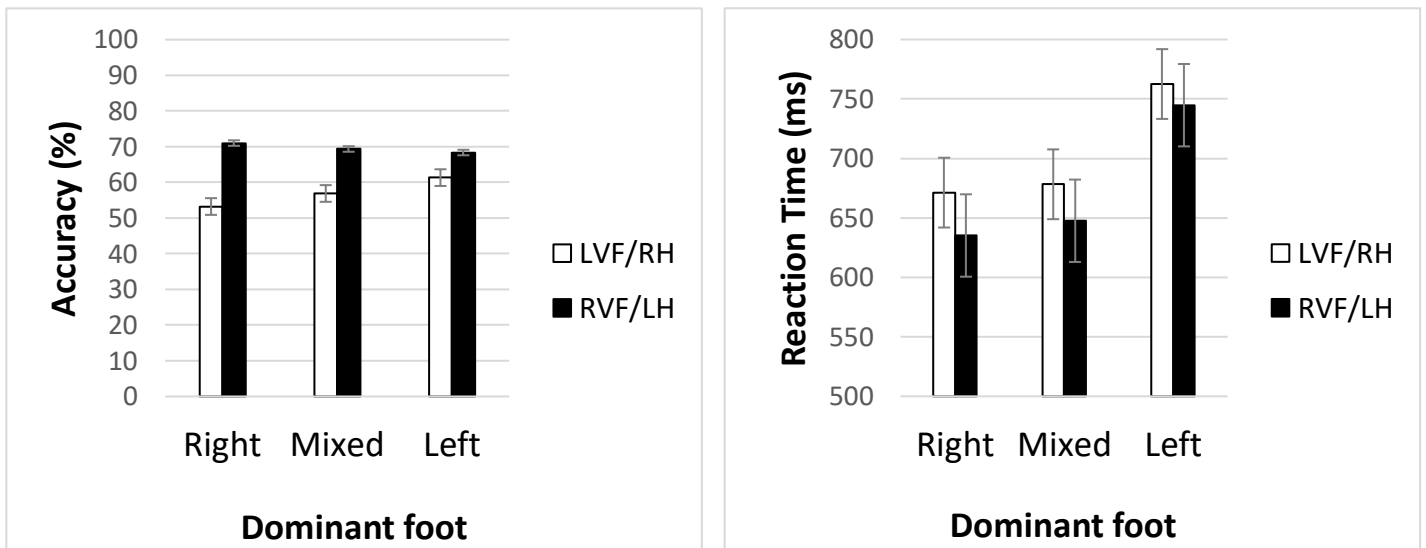 Accuracy (%)
100
90
80
70
60
50
40
30
20
10
0
Right Mixed Left
Dominant foot
LVF/RH
RVF/LH
Reaction Time (ms)
800
750
700
650
600
550
500
Right Mixed Left
Dominant foot
LVF/RH
RVF/LH